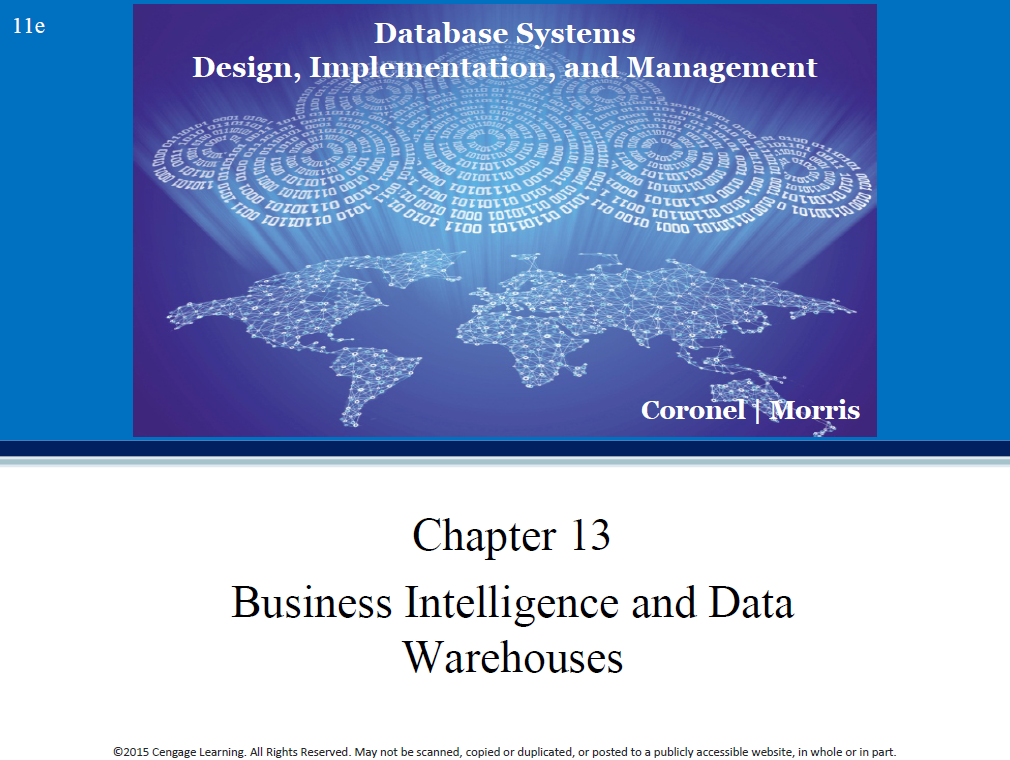 11e
Database Systems
Design, Implementation, and Management
Coronel | Morris
Chapter 13
Business Intelligence and Data
Warehouses
©2015 Cengage Learning. All Rights Reserved. May not be scanned, copied or duplicated, or posted to a publicly accessible website, in whole or in part.